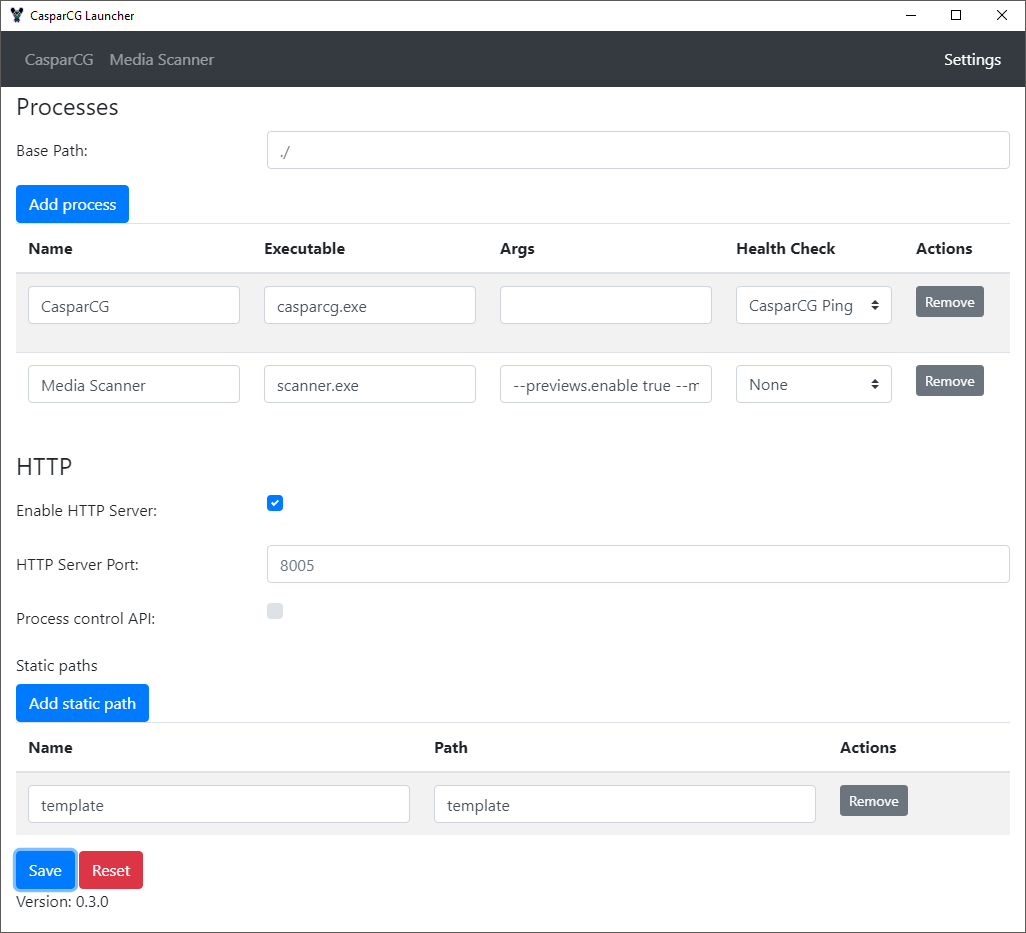 CasparCG Launcher
CasparCG Media Scanner Settings
Processes
Base Path: ./
Add process
Name Executable Args Health Check Actions
CasparCG casparcg.exe CasparCG Ping Remove
Media Scanner scanner.exe --previews.enable true --m None Remove
HTTP
Enable HTTP Server:
HTTP Server Port: 8005
Process control API:
Static paths
Add static path
Name Path Actions
template template Remove
Save Reset
Version: 0.3.0